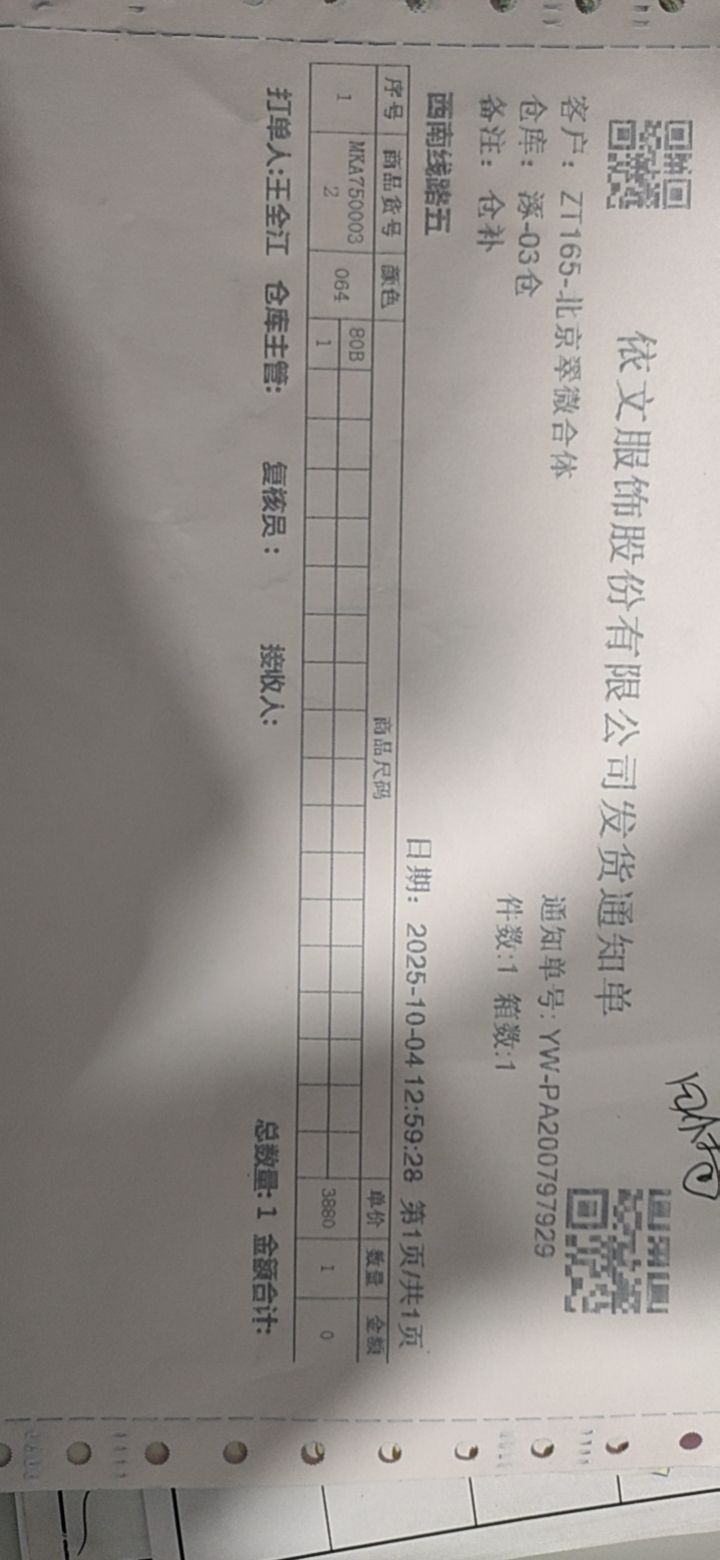 依文服饰股份有限公司发货通知单
客户：ZT165-北京翠微合体
通知单号：YW-PA200797929
仓库：涿-03仓
件数:1 箱数:1
备注：仓补
西南线路五
日期：2025-10-04 12:59:28 第1页/共1页
序号 商品货号 颜色 商品尺码 单价 数量 金额
80B
1 MKA7500032 064 1 3880 1 0
打单人:王全江 仓库主管: 复核员： 接收人: 总数量:1 金额合计: